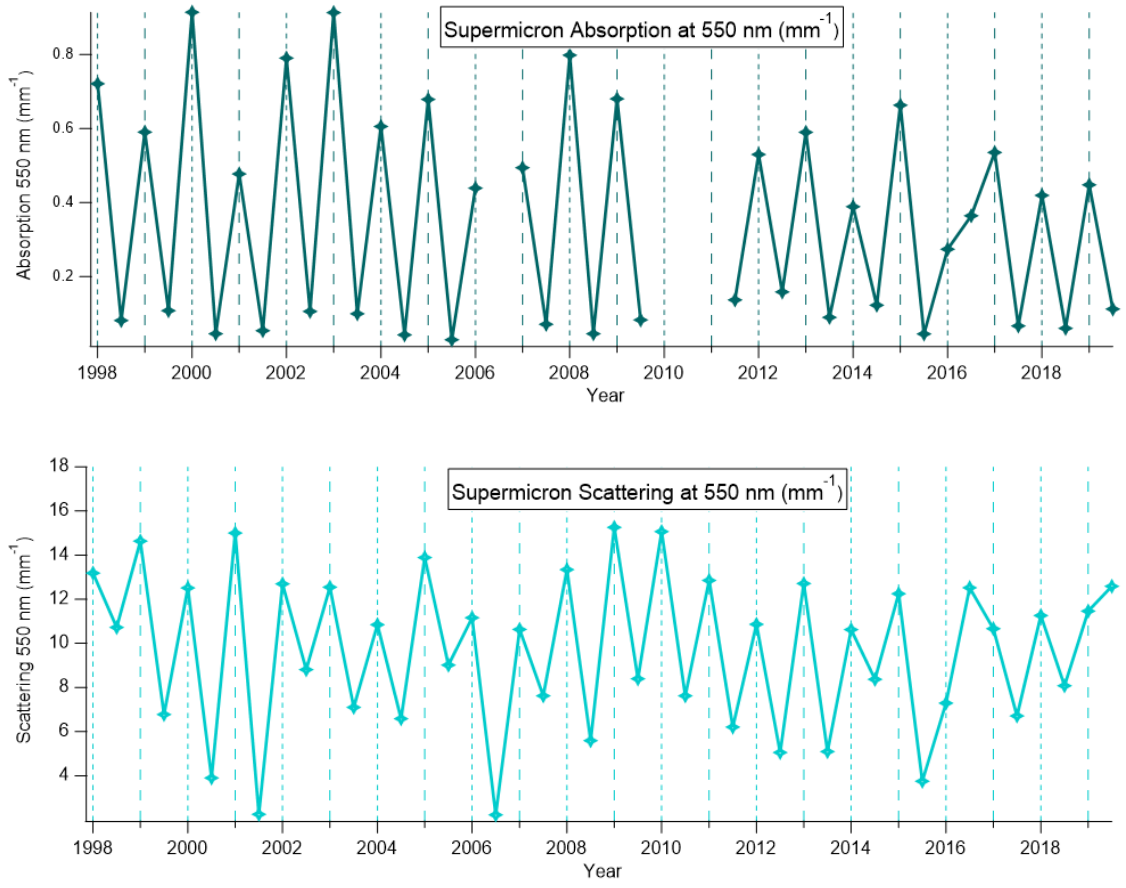 Supermicron Absorption at 550 nm (mm⁻¹)
Absorption 550 nm (mm⁻¹)
0.8
0.6
0.4
0.2
1998 2000 2002 2004 2006 2008 2010 2012 2014 2016 2018
Year
Supermicron Scattering at 550 nm (mm⁻¹)
Scattering 550 nm (mm⁻¹)
18
16
14
12
10
8
6
4
1998 2000 2002 2004 2006 2008 2010 2012 2014 2016 2018
Year